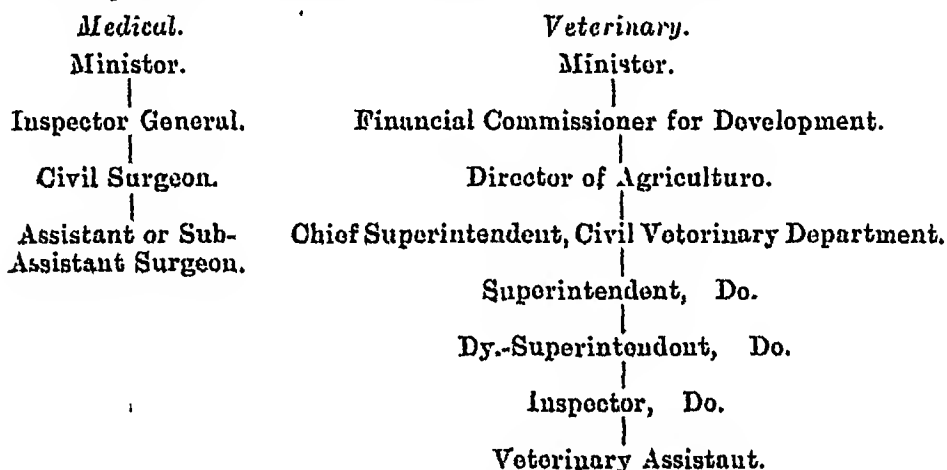 Medical.
Minister.
Inspector General.
Civil Surgeon.
Assistant or Sub-
Assistant Surgeon.
Veterinary.
Minister.
Financial Commissioner for Development.
Director of Agriculture.
Chief Superintendent, Civil Veterinary Department.
Superintendent, Do.
Dy.-Superintendent, Do.
Inspector, Do.
Veterinary Assistant.